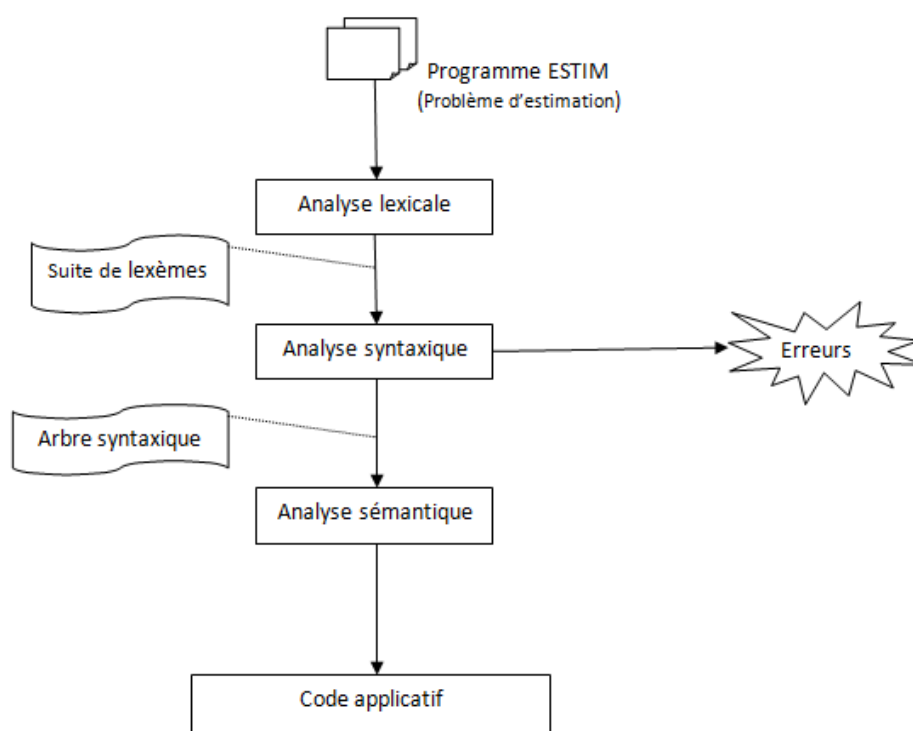 Programme ESTIM
(Problème d'estimation)
Analyse lexicale
Suite de lexèmes
Analyse syntaxique
Erreurs
Arbre syntaxique
Analyse sémantique
Code applicatif